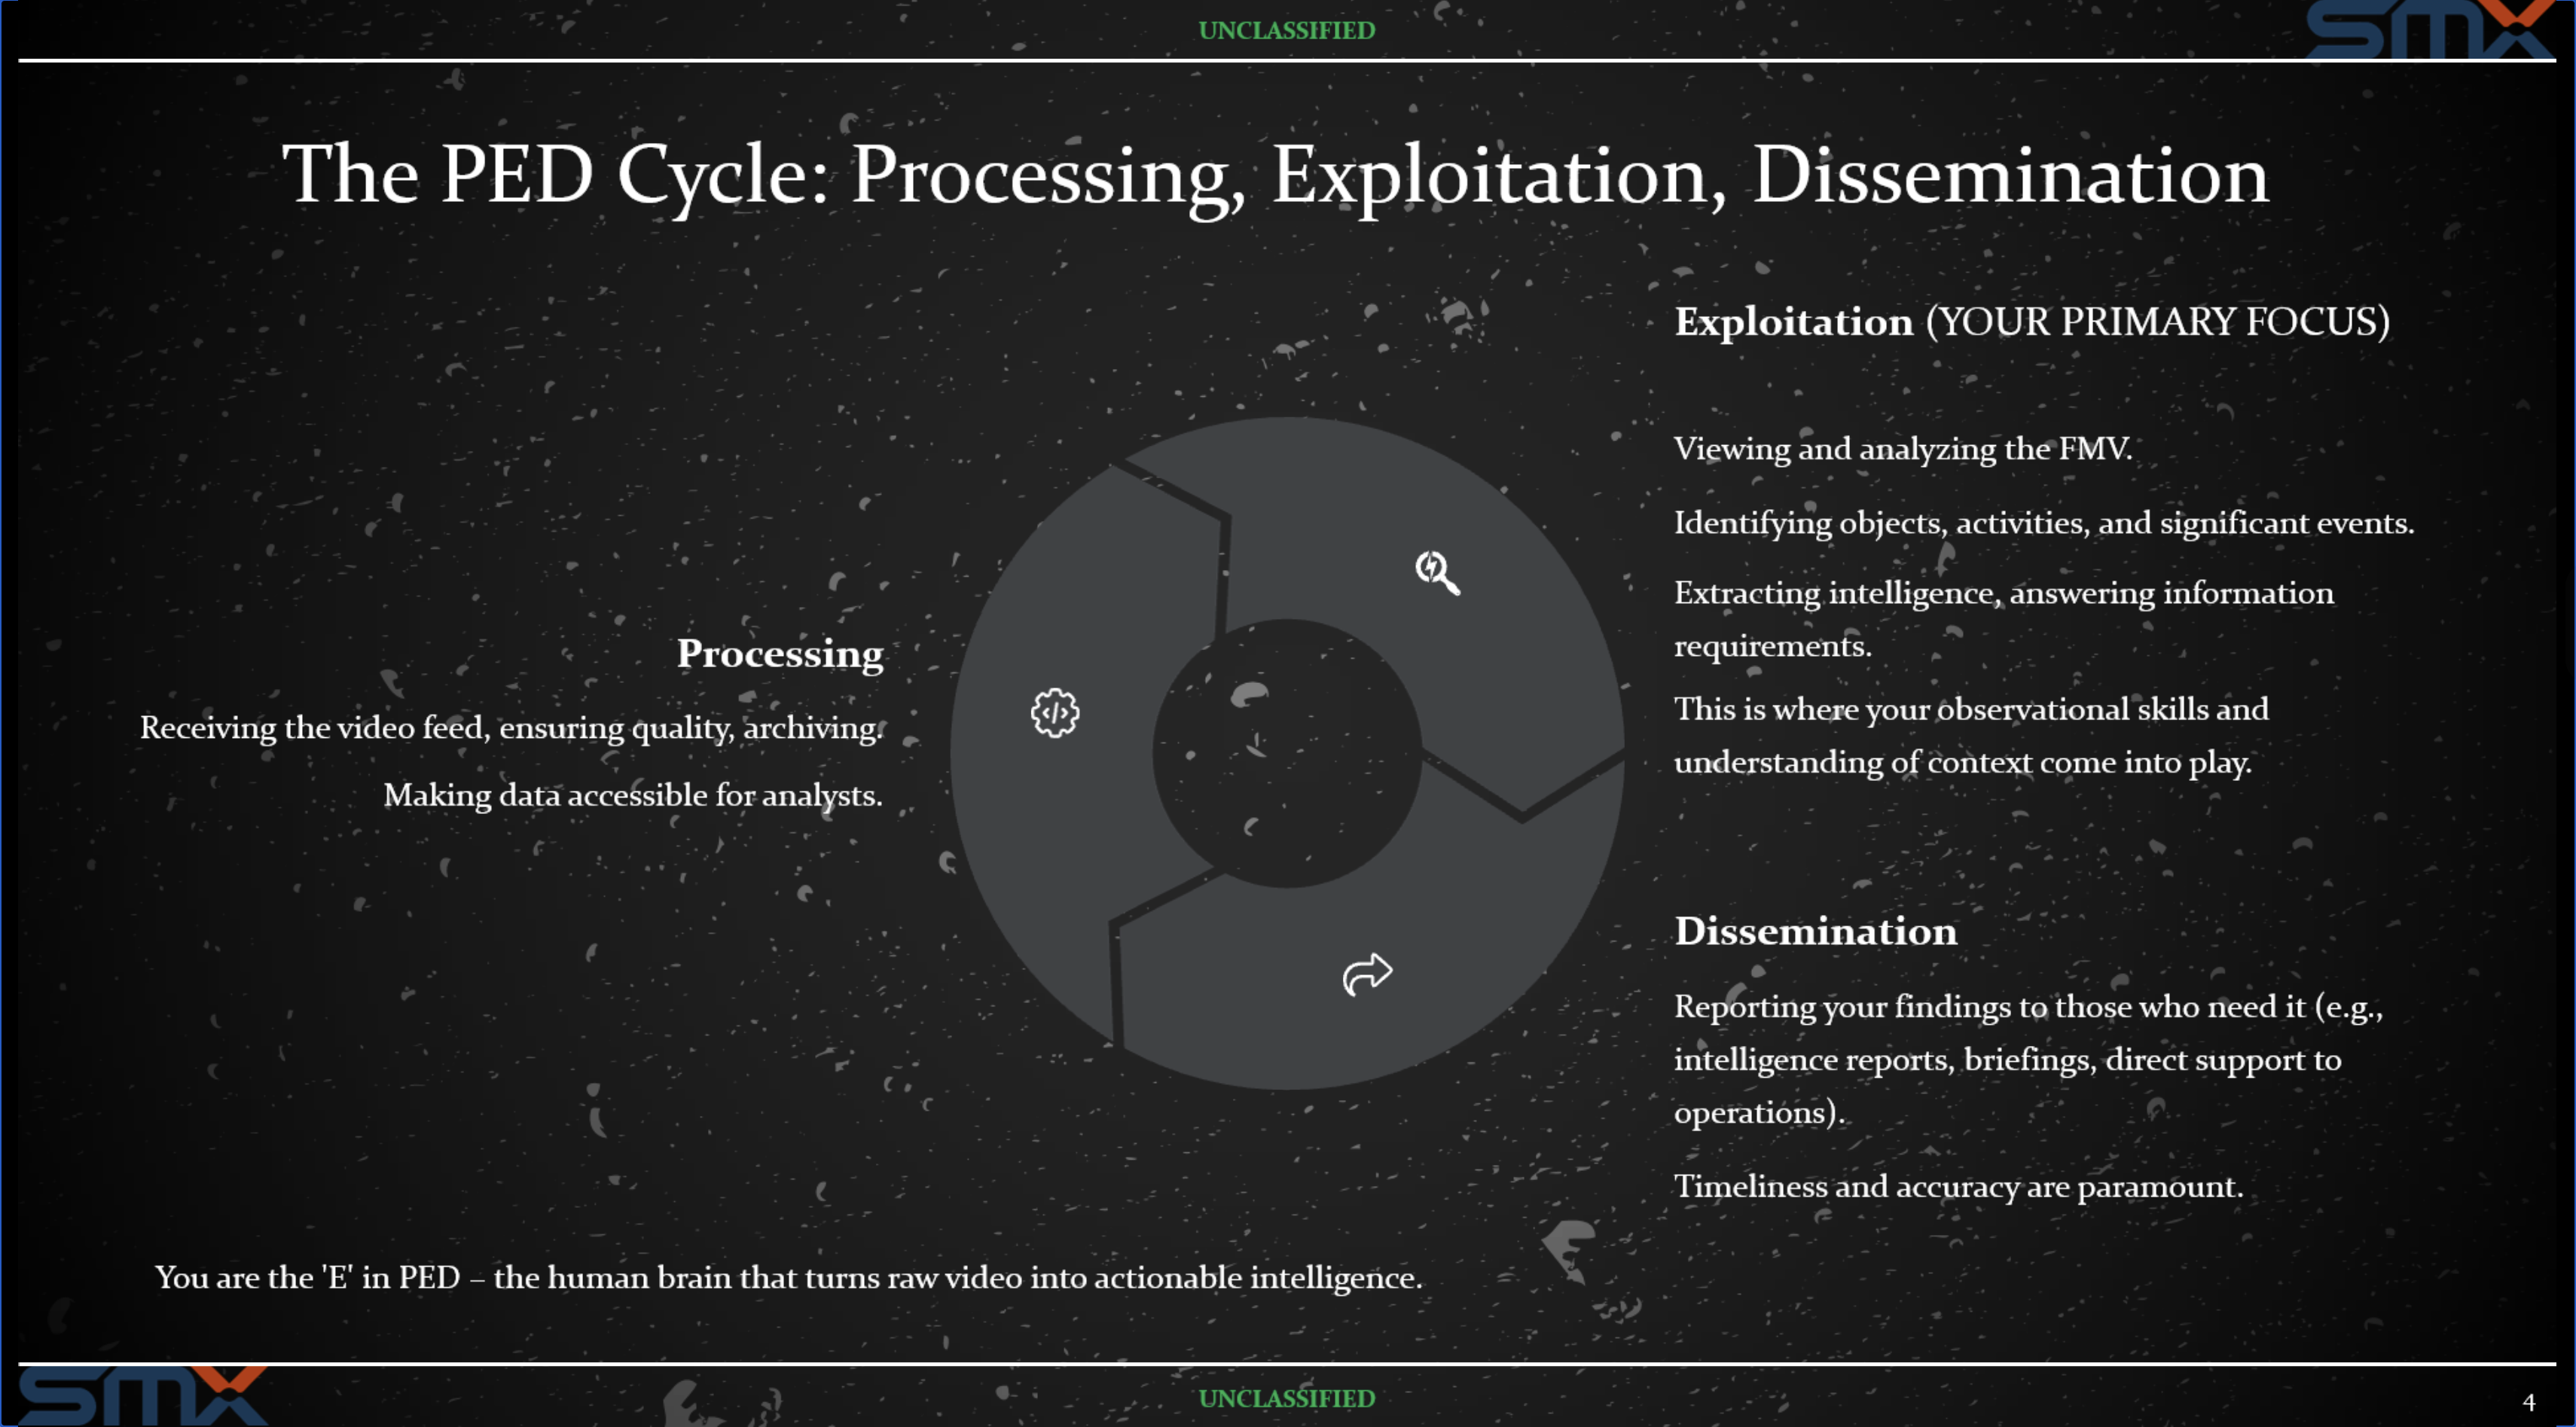 UNCLASSIFIED
SMX
The PED Cycle: Processing, Exploitation, Dissemination
Processing
Receiving the video feed, ensuring quality, archiving.
Making data accessible for analysts.
</>
Exploitation (YOUR PRIMARY FOCUS)
Viewing and analyzing the FMV.
Identifying objects, activities, and significant events.
Extracting intelligence, answering information
requirements.
This is where your observational skills and
understanding of context come into play.
Dissemination
Reporting your findings to those who need it (e.g.,
intelligence reports, briefings, direct support to
operations).
Timeliness and accuracy are paramount.
You are the 'E' in PED – the human brain that turns raw video into actionable intelligence.
SMX
UNCLASSIFIED
4